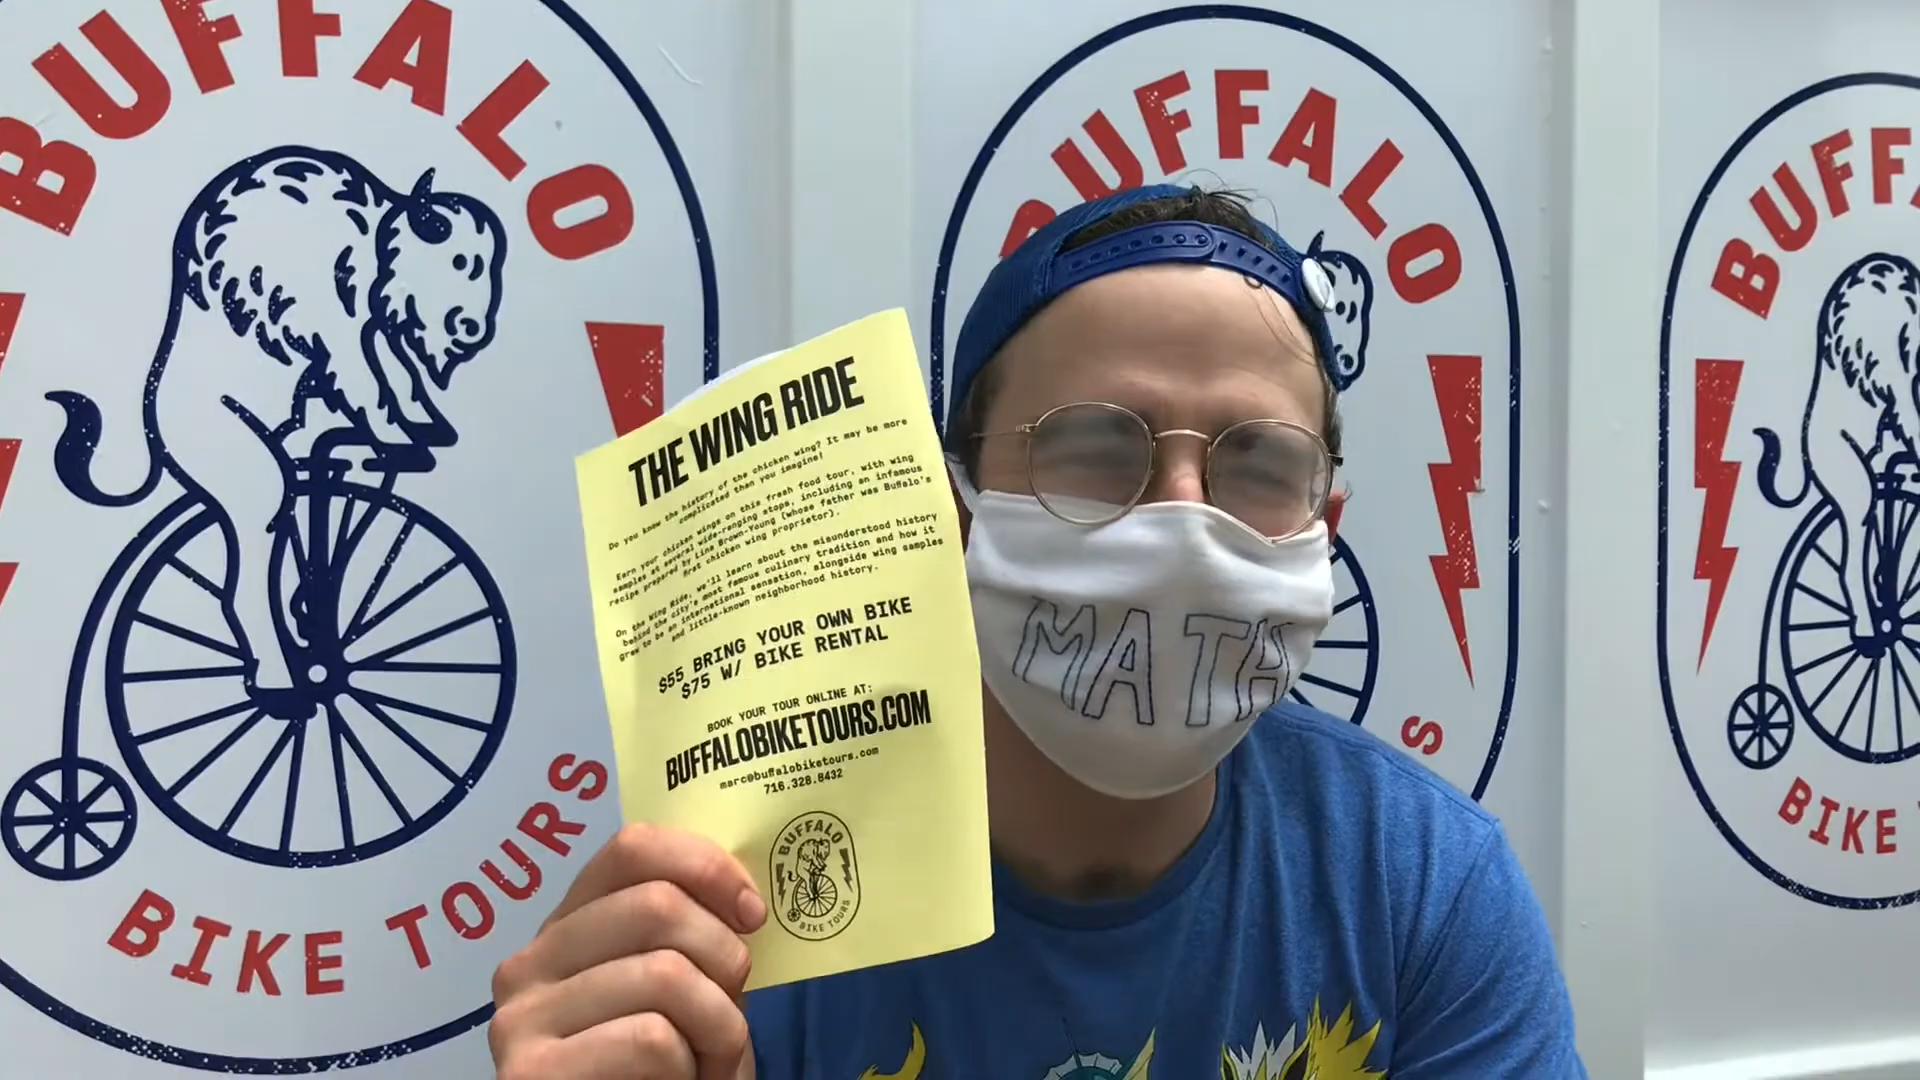 BUFFALO
BIKE TOURS
BUFFALO
S
BUFFA
BIKE
THE WING RIDE
Do you know the history of the chicken wing? It may be more
complicated than you imagine!
Earn your chicken wings on this fresh food tour, with wing
samples at several wide-ranging stops, including an infamous
recipe prepared by Lina Brown-Young (whose father was Buffalo's
first chicken wing proprietor).
On the Wing Ride, we'll learn about the misunderstood history
behind the city's most famous culinary tradition and how it
grew to be an international sensation, alongside wing samples
and little-known neighborhood history.
$55 BRING YOUR OWN BIKE
$75 W/ BIKE RENTAL
BOOK YOUR TOUR ONLINE AT:
BUFFALOBIKETOURS.COM
marc@buffalobiketours.com
716.328.8432
BUFFALO
BIKE TOURS
MATH